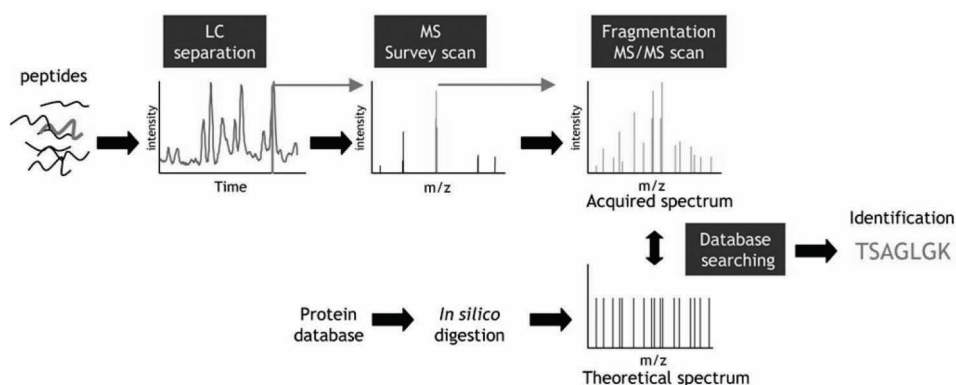 LC
separation
MS
Survey scan
Fragmentation
MS/MS scan
peptides
intensity
Time
intensity
m/z
intensity
m/z
Acquired spectrum
Database
searching
Identification
TSAGLGK
Protein
database
In silico
digestion
m/z
Theoretical spectrum